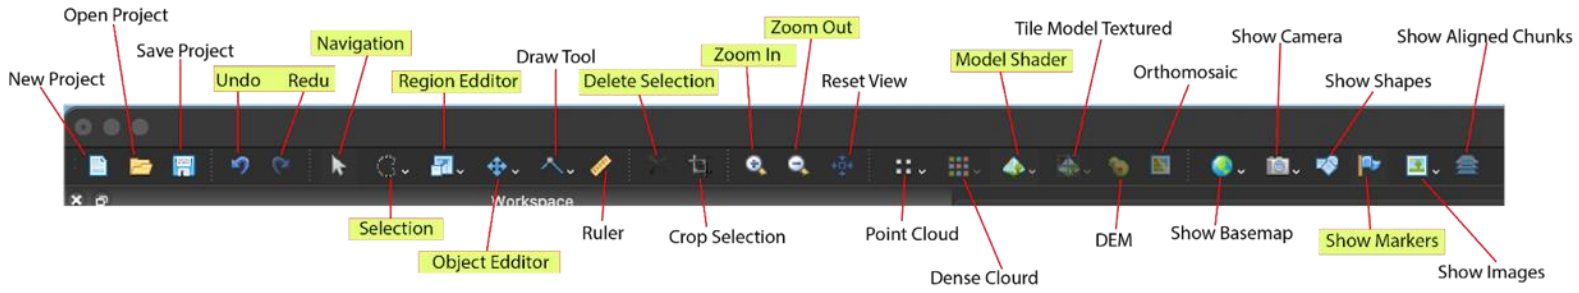 Open Project
Save Project
New Project
Undo Redu
Navigation
Region Edditor
Draw Tool
Delete Selection
Zoom In
Zoom Out
Reset View
Model Shader
Tile Model Textured
Orthomosaic
Show Camera
Show Shapes
Show Aligned Chunks
Workspace
Selection
Object Edditor
Ruler
Crop Selection
Point Cloud
Dense Clourd
DEM
Show Basemap
Show Markers
Show Images